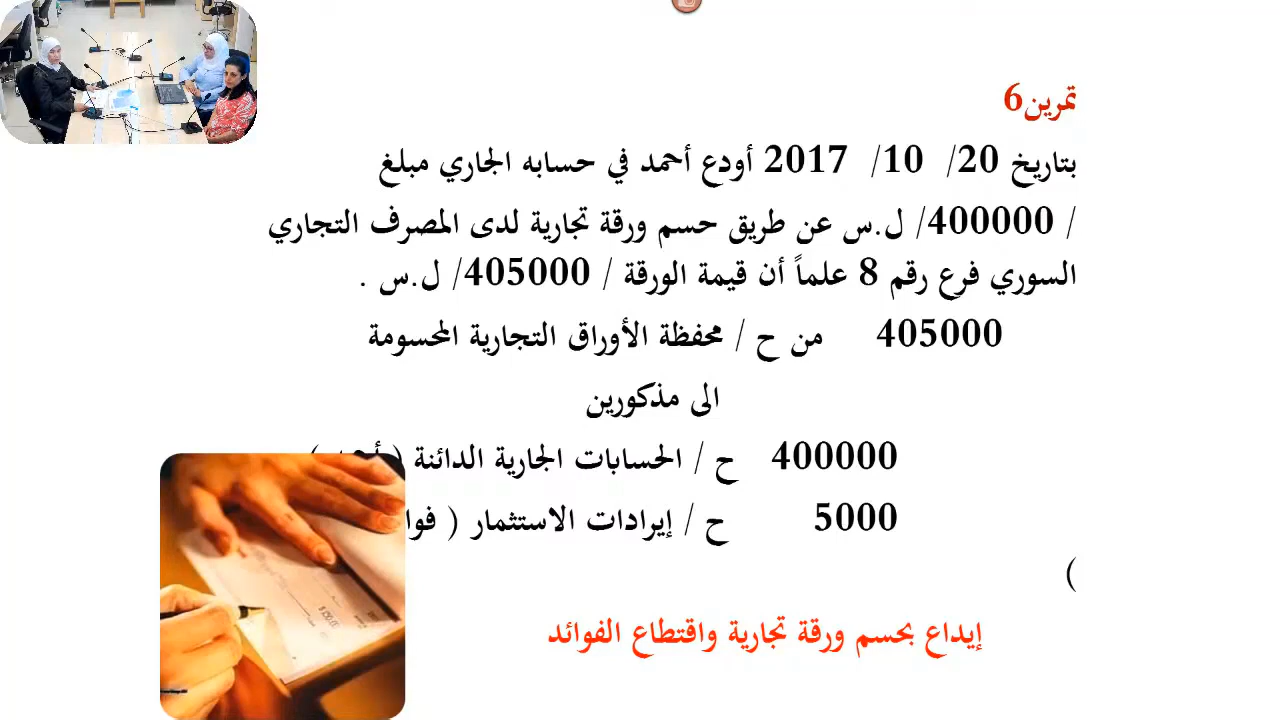 تمرين6
بتاريخ 20/ 10/ 2017 أودع أحمد في حسابه الجاري مبلغ
/ 400000/ ل.س عن طريق حسم ورقة تجارية لدى المصرف التجاري
السوري فرع رقم 8 علماً أن قيمة الورقة / 405000/ ل.س .
405000 من ح / محفظة الأوراق التجارية المحسومة
الى مذكورين
400000 ح / الحسابات الجارية الدائنة (
5000 ح / إيرادات الاستثمار (
)
إيداع بحسم ورقة تجارية واقتطاع الفوائد